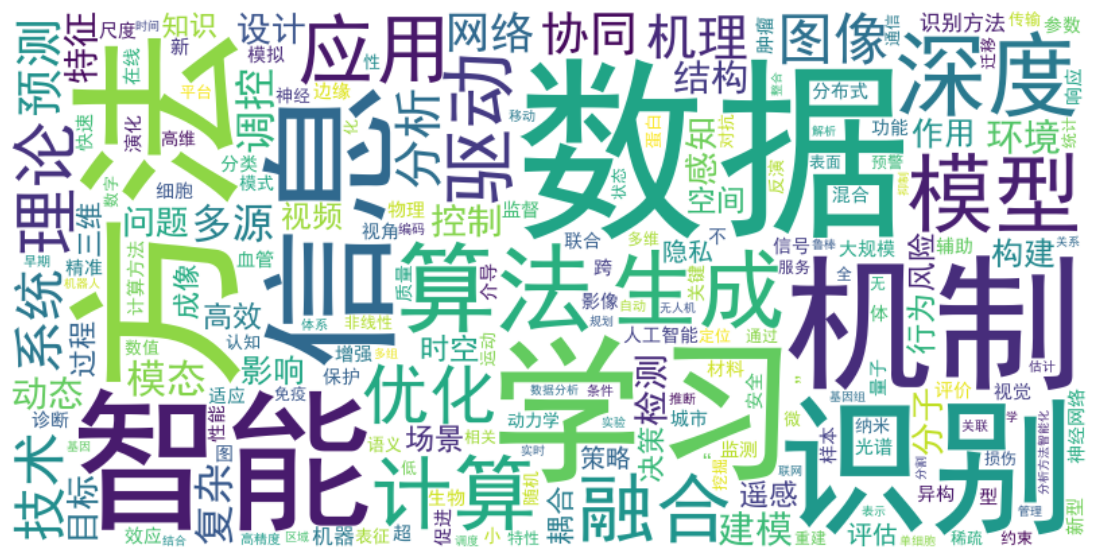 预测
特征
尺度
时间
新
知识
设计
模拟
应用
性
网络
协同
机理
肿瘤
图像
通信
识别方法
传输
迁移
参数
深度
响应
在线
平台
神经
边缘
结构
整合
快速
方法
调控
信息
化
分析
驱动
移动
数据
分布式
理论
演化
高维
分类
模式
蛋白
感知
对抗
解析
功能
作用
环境
统计
数字
细胞
状态
空间
反演
表面
预警
抑制
模型
混合
三维
问题
多源
视频
物理
视角
编码
控制
监督
联合
多维
隐私
不
信号
鲁棒
大规模
辅助
构建
关系
早期
精准
计算方法
成像
血管
质量
介导
算法
跨
生成
关键
服务
全
无
风险
机制
系统
机器人
过程
高效
体系
非线性
影像
自动
无人机
规划
人工智能
定位
通过
体
行为
数值
认知
增强
多组
时空
运动
量子
估计
动态
模态
影响
保护
优化
学习
检测
材料
”
安全
评价
视觉
诊断
适应
免疫
数据分析
条件
推断
基因组
分子
神经网络
智能
性能
动力学
实验
城市
微
识别
纳米
光谱
关联
学
技术
基因
图
语义
相关
场景
决策
“
监测
样本
分割
损伤
分析方法智能化
目标
复杂
计算
低
实时
策略
挖掘
联网
遥感
异构
型
管理
生物
随机
耦合
融合
新型
效应
结合
高精度
区域
机器
表征
超
促进
调度
小
特性
建模
重建
表示
评估
单细胞
稀疏
约束